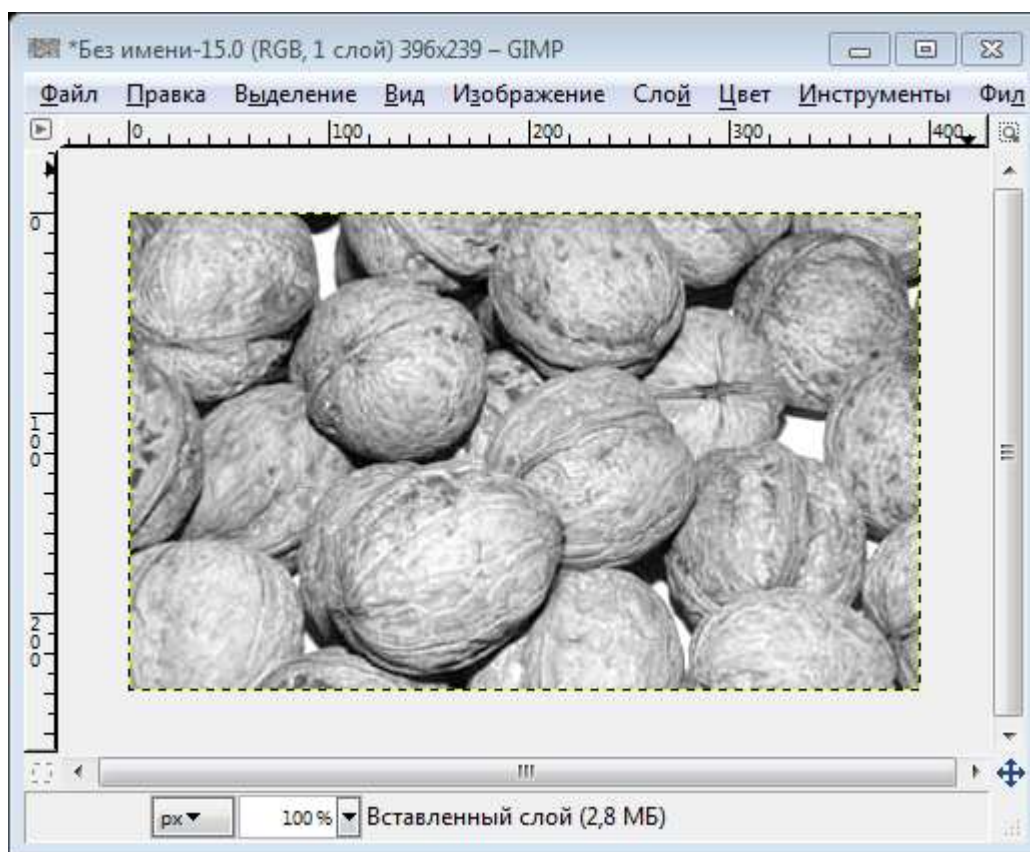 *Без имени-15.0 (RGB, 1 слой) 396x239 – GIMP
Файл Правка Выделение Вид Изображение Слой Цвет Инструменты Фил
0 100 200 300 400
0
100
200
px 100 % Вставленный слой (2,8 МБ)